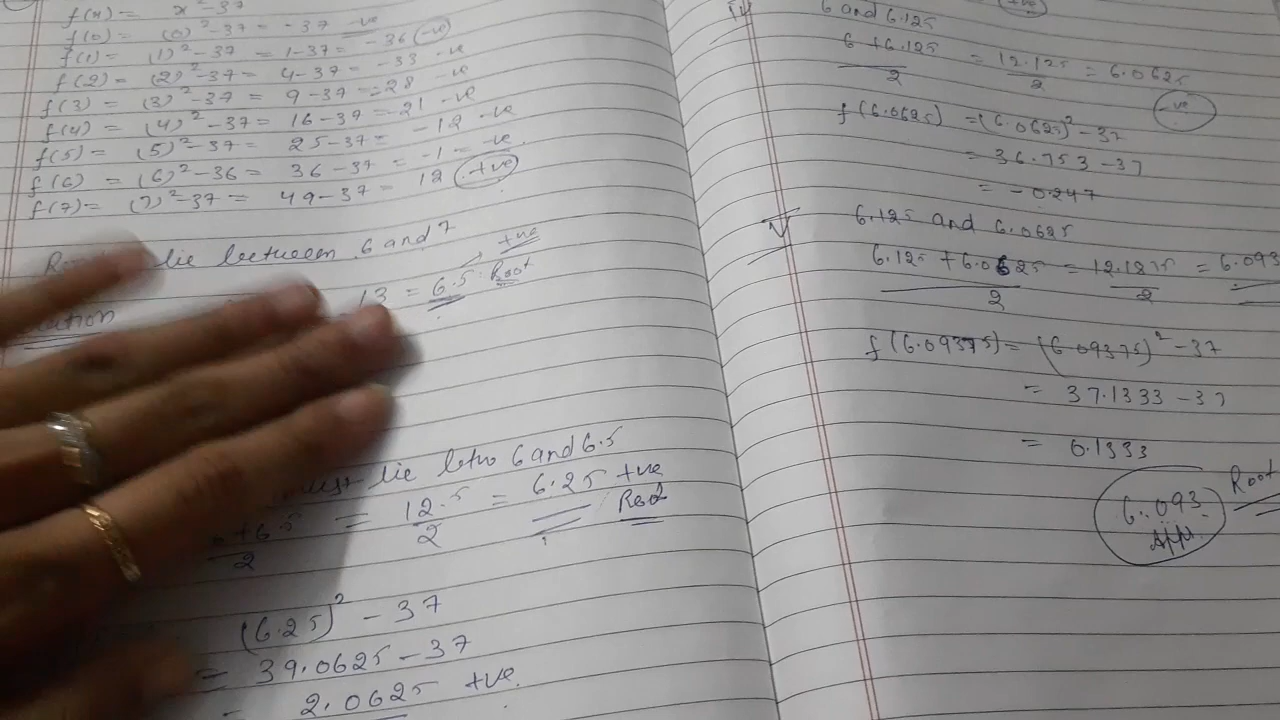 f(x) = x²-37
f(0) = (0)²-37 = -37 -ve
f(1) = (1)²-37 = 1-37 = -36 -ve
f(2) = (2)²-37 = 4-37 = -33 -ve
f(3) = (3)²-37 = 9-37 = -28 -ve
f(4) = (4)²-37 = 16-37 = -21 -ve
f(5) = (5)²-37 = 25-37 = -12 -ve
f(6) = (6)²-36 = 36-37 = -1 = -ve
f(7) = (7)²-37 = 49-37 = 12 +ve
lie between 6 and 7
+ve
13 = 6.5 Root
lie betw 6 and 6.5
+6.5/2 = 12.5/2 = 6.25 +ve
Root
(6.25)² - 37
= 39.0625 - 37
= 2.0625 +ve.
6 and 6.125
6 + 6.125/2 = 12.125/2 = 6.0625
-ve
f(6.0625) = (6.0625)² - 37
= 36.753 - 37
= -0.247
6.125 and 6.0625
6.125 + 6.0625/2 = 12.1875/2 = 6.093
f(6.09375) = (6.09375)² - 37
= 37.1333 - 37
= 0.1333
6.093 Root